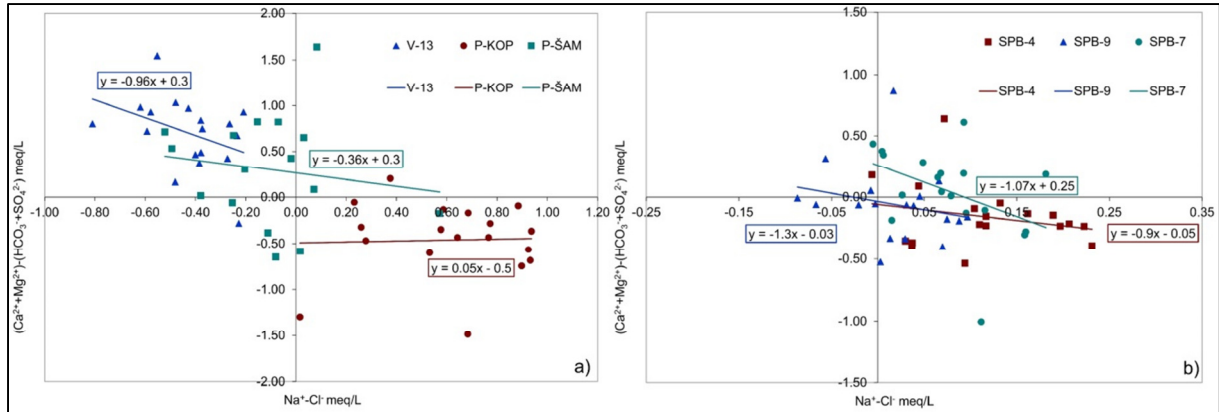 V-13 P-KOP P-ŠAM
V-13 P-KOP P-ŠAM
y = -0.96x + 0.3
y = -0.36x + 0.3
y = 0.05x - 0.5
2.00
1.50
1.00
0.50
0.00
-0.50
-1.00
-1.50
-2.00
-1.00 -0.80 -0.60 -0.40 -0.20 0.00 0.20 0.40 0.60 0.80 1.00 1.20
(Ca²⁺+Mg²⁺)-(HCO₃⁻+SO₄²⁻) meq/L
Na⁺-Cl⁻ meq/L
a)
SPB-4 SPB-9 SPB-7
SPB-4 SPB-9 SPB-7
y = -1.07x + 0.25
y = -1.3x - 0.03
y = -0.9x - 0.05
1.50
1.00
0.50
0.00
-0.50
-1.00
-1.50
-0.25 -0.15 -0.05 0.05 0.15 0.25 0.35
(Ca²⁺+Mg²⁺)-(HCO₃⁻+SO₄²⁻) meq/L
Na⁺-Cl⁻ meq/L
b)